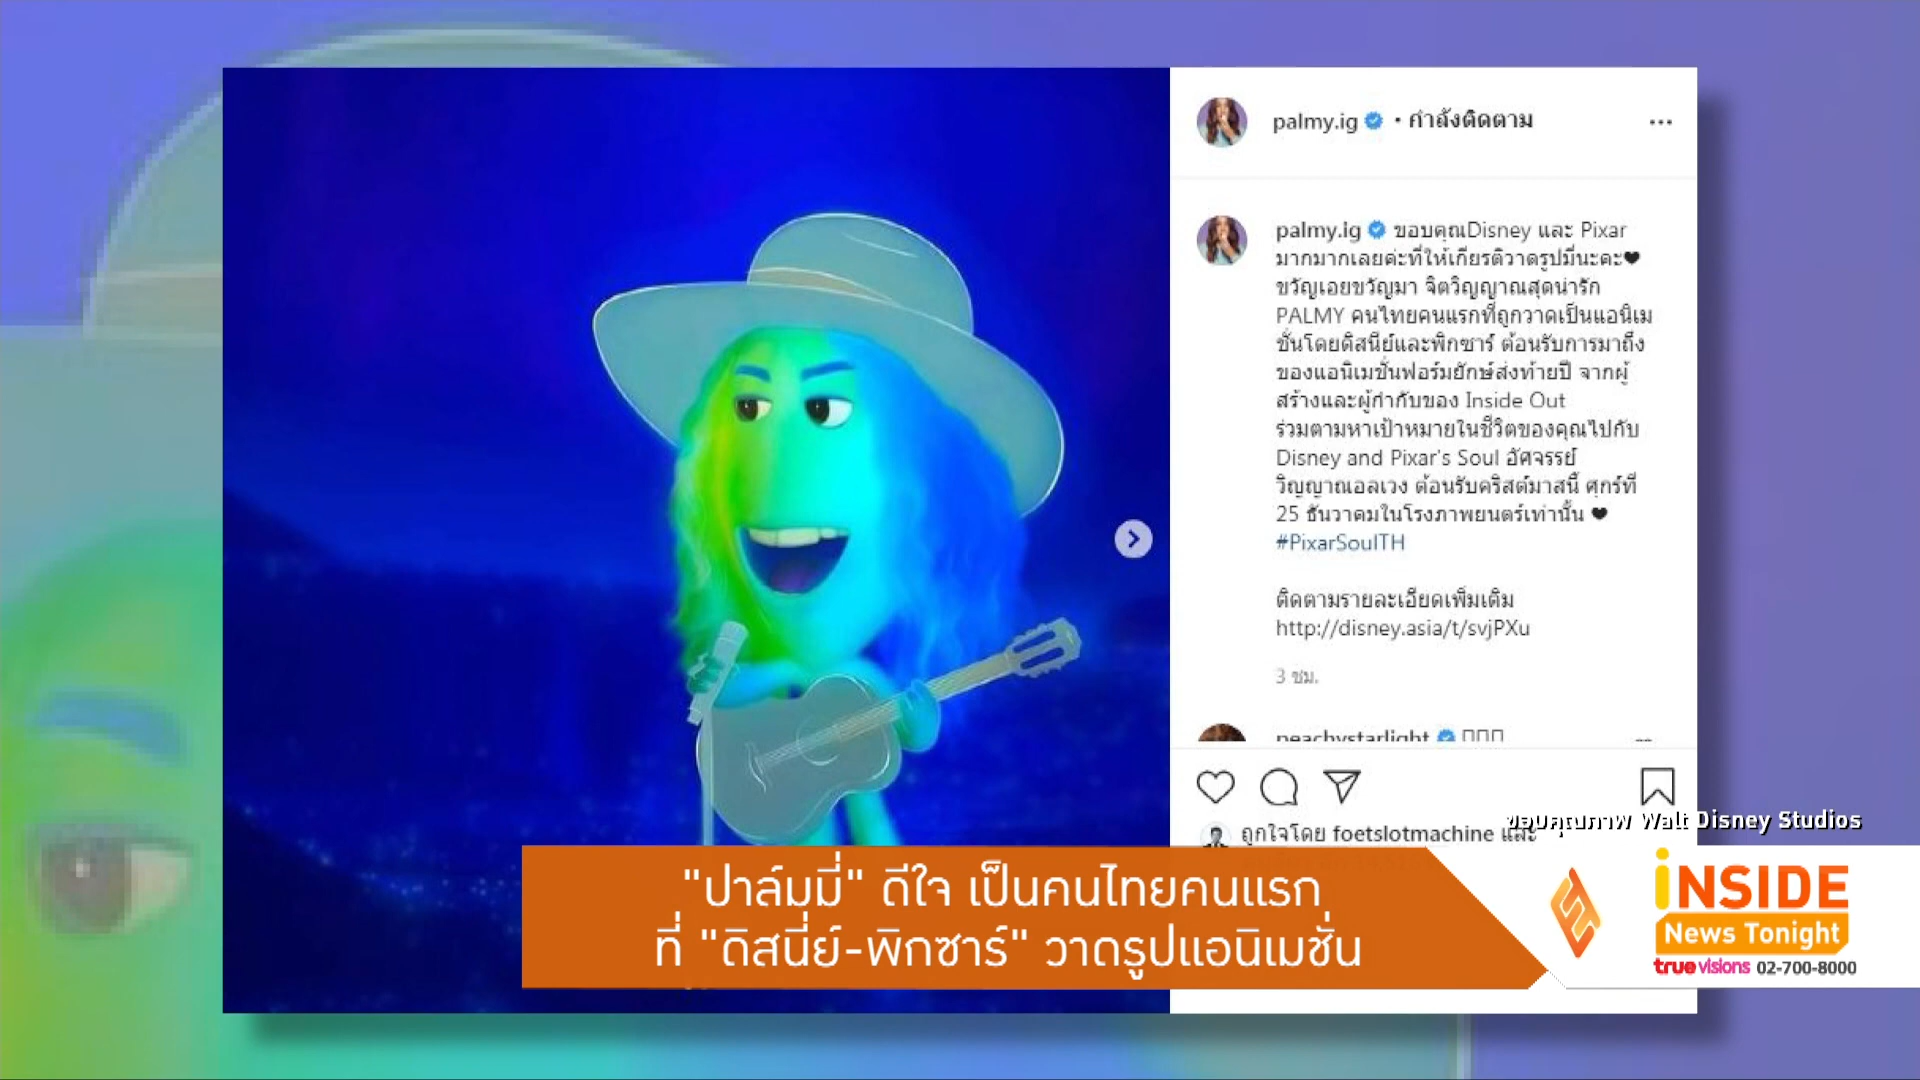 palmy.ig • กำลังติดตาม
palmy.ig ขอบคุณDisney และ Pixar
มากมากเลยค่ะที่ให้เกียรติวาดรูปมี่นะคะ❤
ขวัญเอยขวัญมา จิตวิญญาณสุดน่ารัก
PALMY คนไทยคนแรกที่ถูกวาดเป็นแอนิเม
ชั่นโดยดิสนีย์และพิกซาร์ ต้อนรับการมาถึง
ของแอนิเมชั่นฟอร์มยักษ์ส่งท้ายปี จากผู้
สร้างและผู้กำกับของ Inside Out
ร่วมตามหาเป้าหมายในชีวิตของคุณไปกับ
Disney and Pixar's Soul อัศจรรย์
วิญญาณอลเวง ต้อนรับคริสต์มาสนี้ ศุกร์ที่
25 ธันวาคมในโรงภาพยนตร์เท่านั้น ❤
#PixarSoulTH
ติดตามรายละเอียดเพิ่มเติม
http://disney.asia/t/svjPXu
3 ชม.
peachystarlight
ขอบคุณภาพ Walt Disney Studios
ถูกใจโดย foetslotmachine และ
"ปาล์มมี่" ดีใจ เป็นคนไทยคนแรก
ที่ "ดิสนี่ย์-พิกซาร์" วาดรูปแอนิเมชั่น
iNSIDE
News Tonight
truevisions 02-700-8000